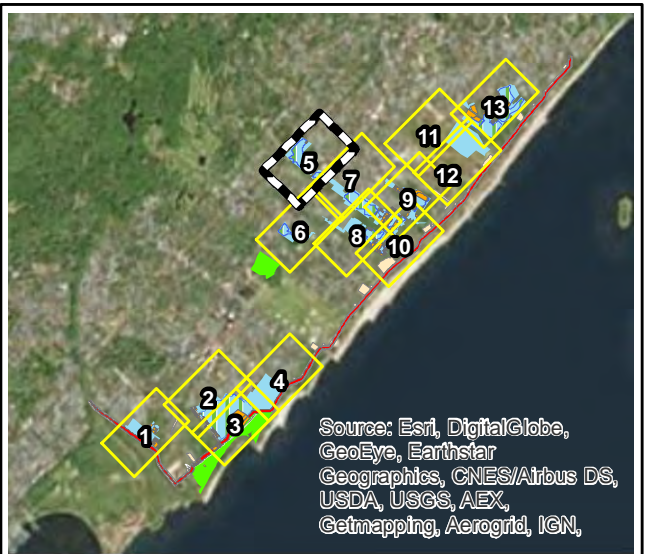 13
11
5
12
7
9
6
8
10
4
2
3
1
Source: Esri, DigitalGlobe,
GeoEye, Earthstar
Geographics, CNES/Airbus DS,
USDA, USGS, AEX,
Getmapping, Aerogrid, IGN,